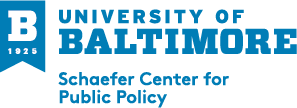 B
1925
UNIVERSITY OF
BALTIMORE
Schaefer Center for
Public Policy